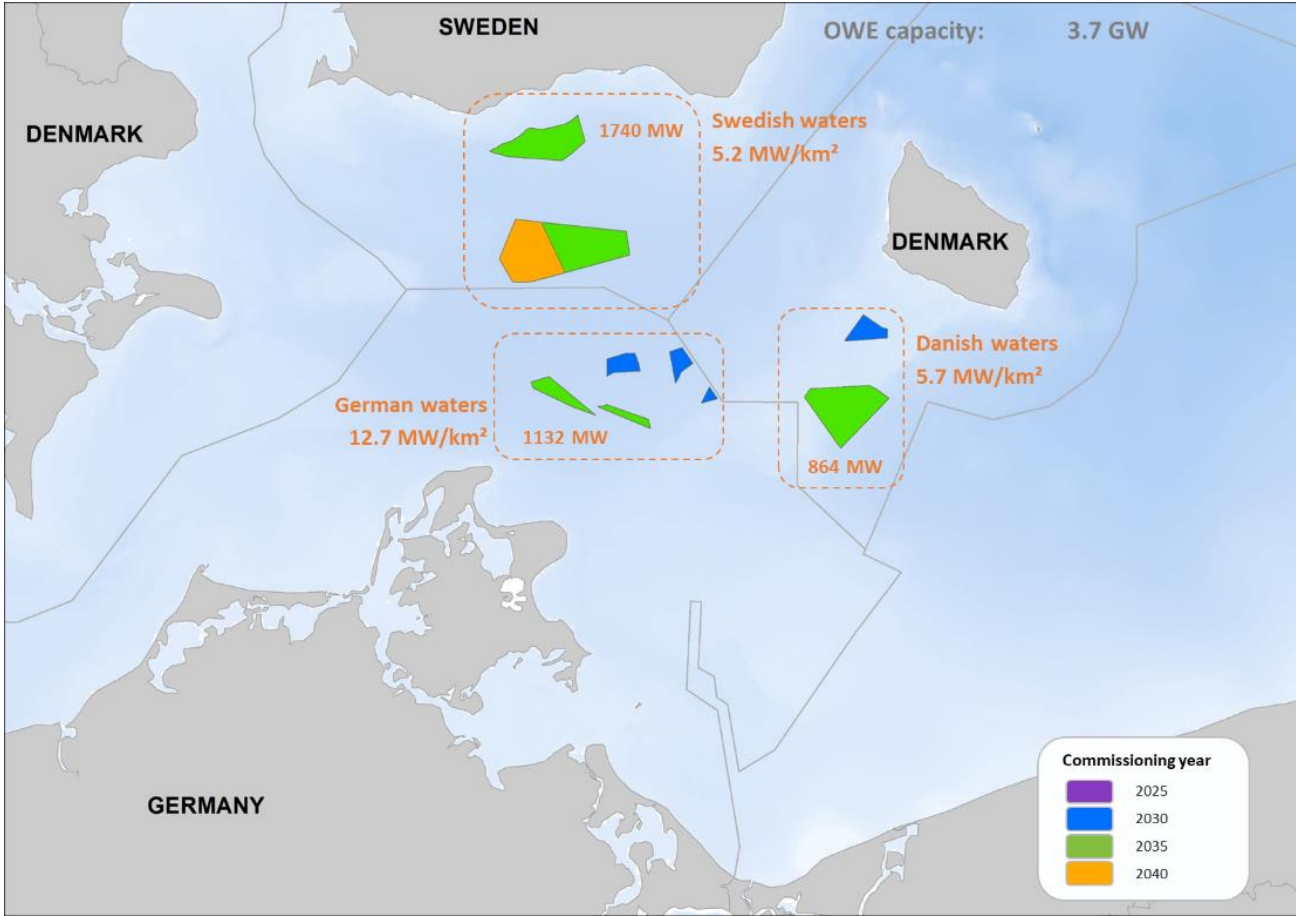 SWEDEN
OWE capacity: 3.7 GW
DENMARK
1740 MW
Swedish waters
5.2 MW/km²
DENMARK
Danish waters
5.7 MW/km²
German waters
12.7 MW/km²
1132 MW
864 MW
GERMANY
Commissioning year
2025
2030
2035
2040